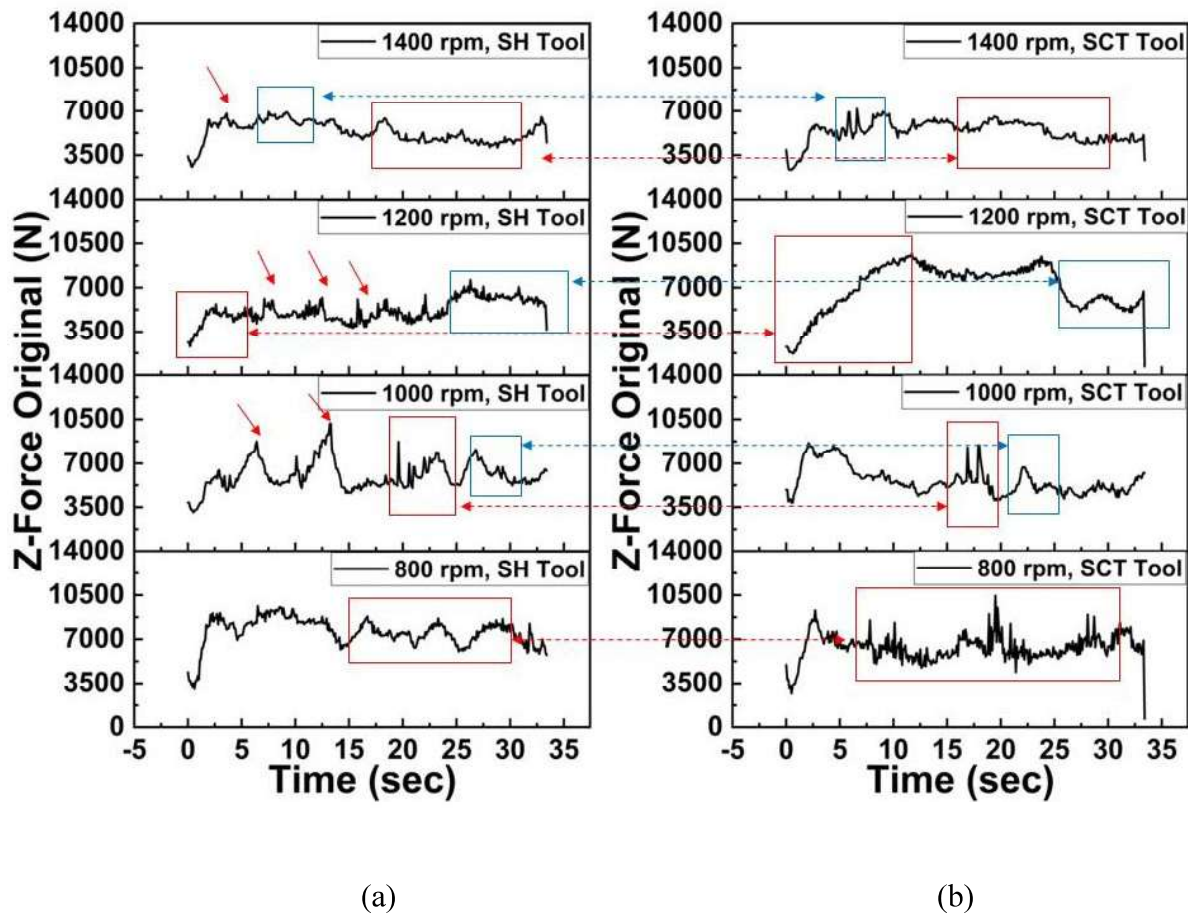 Z-Force Original (N)
14000
10500
7000
3500
14000
10500
7000
3500
14000
10500
7000
3500
14000
10500
7000
3500
0
1400 rpm, SH Tool
1200 rpm, SH Tool
1000 rpm, SH Tool
800 rpm, SH Tool
-5 0 5 10 15 20 25 30 35
Time (sec)
(a)
Z-Force Original (N)
14000
10500
7000
3500
14000
10500
7000
3500
14000
10500
7000
3500
14000
10500
7000
3500
0
1400 rpm, SCT Tool
1200 rpm, SCT Tool
1000 rpm, SCT Tool
800 rpm, SCT Tool
-5 0 5 10 15 20 25 30 35
Time (sec)
(b)